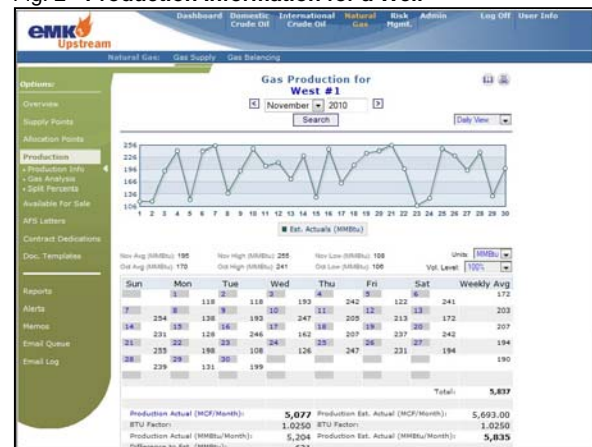 Fig. 2 - Production Information for a Well
eMK Upstream
Dashboard Domestic Crude Oil International Crude Oil Natural Gas Risk Mgmt. Admin Log Off User Info
Natural Gas: Gas Supply Gas Balancing
Options:
Overview
Supply Points
Allocation Points
Production
• Production Info
• Gas Analysis
• Split Percents
Available For Sale
AFS Letters
Contract Dedications
Doc. Templates
Reports
Alerts
Memos
Email Queue
Email Log
Gas Production for
West #1
November 2010
Search
Daily View
256
226
196
166
136
106
1 2 3 4 5 6 7 8 9 10 11 12 13 14 15 16 17 18 19 20 21 22 23 24 25 26 27 28 29 30
Est. Actuals (MMBtu)
Nov Avg (MMBtu): 195 Nov High (MMBtu): 255 Nov Low (MMBtu): 108 Units: MMBtu
Oct Avg (MMBtu): 170 Oct High (MMBtu): 241 Oct Low (MMBtu): 106 Vol. Level: 100%
Sun Mon Tue Wed Thu Fri Sat Weekly Avg
1 2 3 4 5 6 172
118 118 193 242 122 241
7 8 9 10 11 12 13 203
254 138 193 247 205 213 172
14 15 16 17 18 19 20 207
231 128 246 162 207 237 242
21 22 23 24 25 26 27 194
255 198 108 126 247 231 194
28 29 30 190
239 131 199
Total: 5,837
Production Actual (MCF/Month): 5,077 Production Est. Actual (MCF/Month): 5,693.00
BTU Factor: 1.0250 BTU Factor: 1.0250
Production Actual (MMBtu/Month): 5,204 Production Est. Actual (MMBtu/Month): 5,835
Difference to Est. (MMBtu): 631